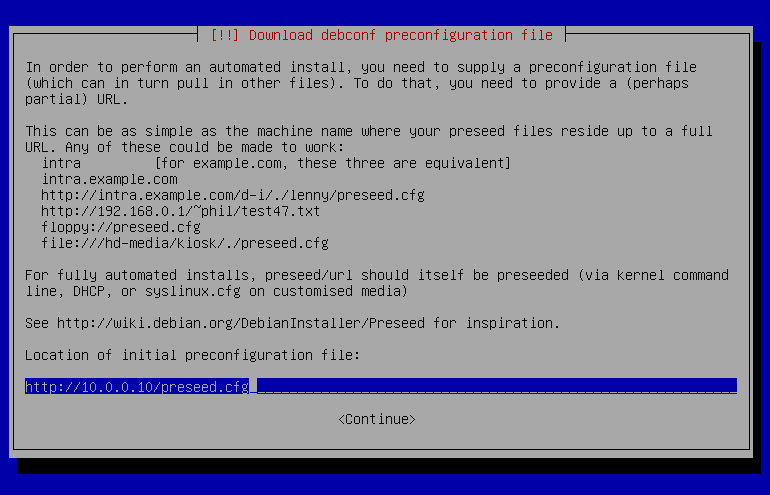 [!!] Download debconf preconfiguration file
In order to perform an automated install, you need to supply a preconfiguration file
(which can in turn pull in other files). To do that, you need to provide a (perhaps
partial) URL.
This can be as simple as the machine name where your preseed files reside up to a full
URL. Any of these could be made to work:
intra [for example.com, these three are equivalent]
intra.example.com
http://intra.example.com/d-i/./lenny/preseed.cfg
http://192.168.0.1/~phil/test47.txt
floppy://preseed.cfg
file:///hd-media/kiosk/./preseed.cfg
For fully automated installs, preseed/url should itself be preseeded (via kernel command
line, DHCP, or syslinux.cfg on customised media)
See http://wiki.debian.org/DebianInstaller/Preseed for inspiration.
Location of initial preconfiguration file:
http://10.0.0.10/preseed.cfg
<Continue>